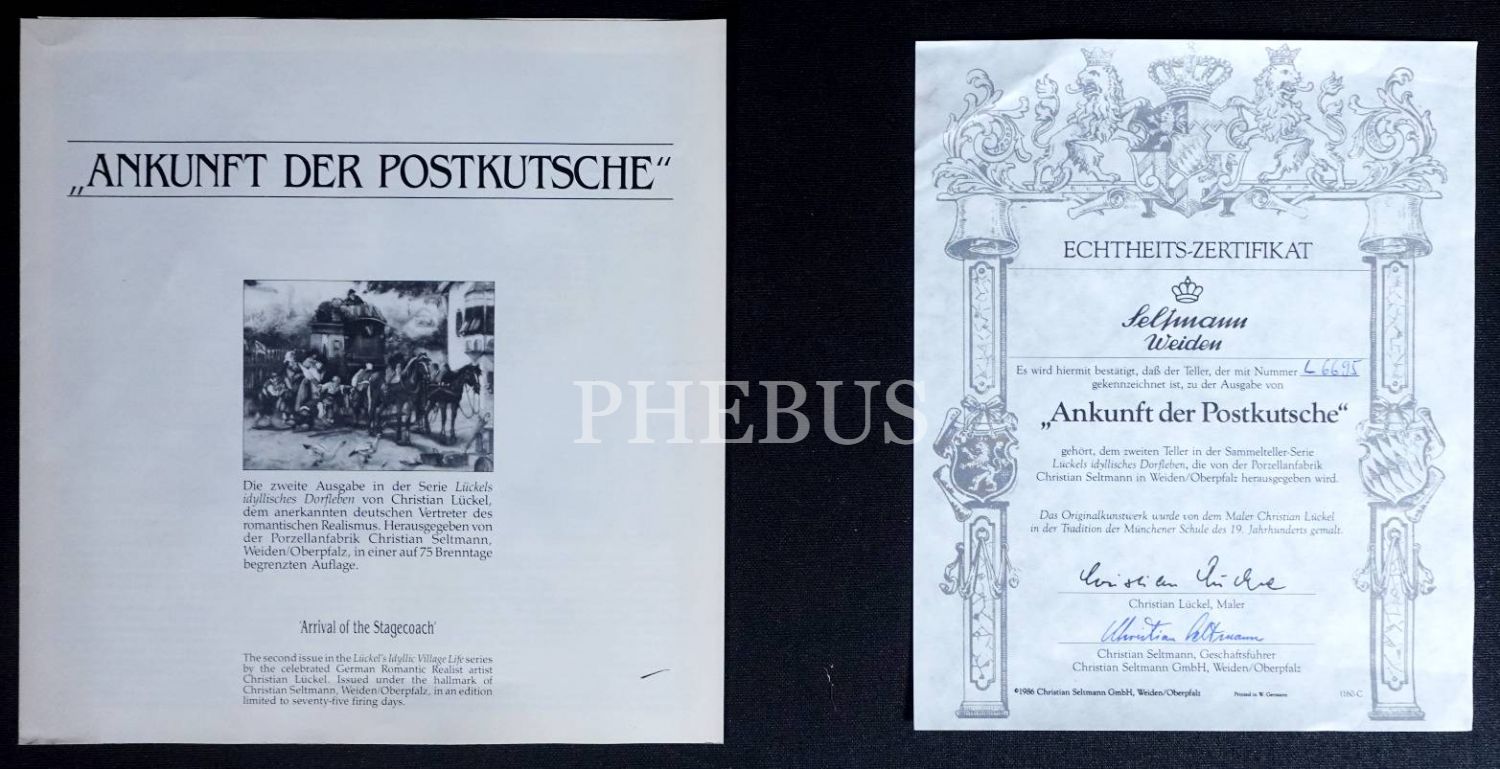 „ANKUNFT DER POSTKUTSCHE“
Die zweite Ausgabe in der Serie Lückels
idyllisches Dorfleben von Christian Lückel,
dem anerkannten deutschen Vertreter des
romantischen Realismus. Herausgegeben von
der Porzellanfabrik Christian Seltmann,
Weiden/Oberpfalz, in einer auf 75 Brenntage
begrenzten Auflage.
'Arrival of the Stagecoach'
The second issue in the Lückel's Idyllic Village Life series
by the celebrated German Romantic Realist artist
Christian Lückel. Issued under the hallmark of
Christian Seltmann, Weiden/Oberpfalz, in an edition
limited to seventy-five firing days.
PHEBUS
ECHTHEITS-ZERTIFIKAT
Seltmann
Weiden
Es wird hiermit bestätigt, daß der Teller, der mit Nummer L 6695
gekennzeichnet ist, zu der Ausgabe von
„Ankunft der Postkutsche“
gehört, dem zweiten Teller in der Sammelteller-Serie
Lückels idyllisches Dorfleben, die von der Porzellanfabrik
Christian Seltmann in Weiden/Oberpfalz herausgegeben wird.
Das Originalkunstwerk wurde von dem Maler Christian Lückel
in der Tradition der Münchener Schule des 19. Jahrhunderts gemalt.
Christian Lückel
Christian Lückel, Maler
Christian Seltmann
Christian Seltmann, Geschäftsführer
Christian Seltmann GmbH, Weiden/Oberpfalz
©1986 Christian Seltmann GmbH, Weiden/Oberpfalz Printed in W. Germany